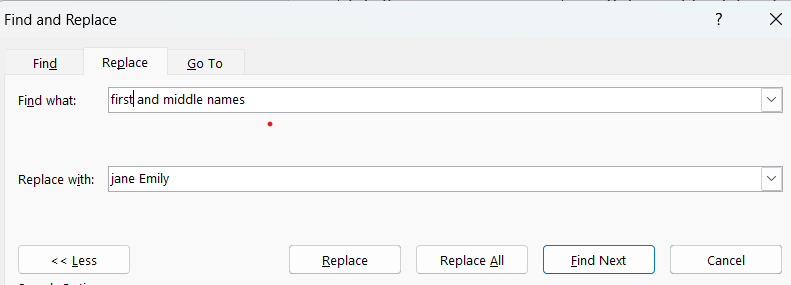 Find and Replace ? ×
Find Replace Go To
Find what: first and middle names
Replace with: jane Emily
<< Less Replace Replace All Find Next Cancel